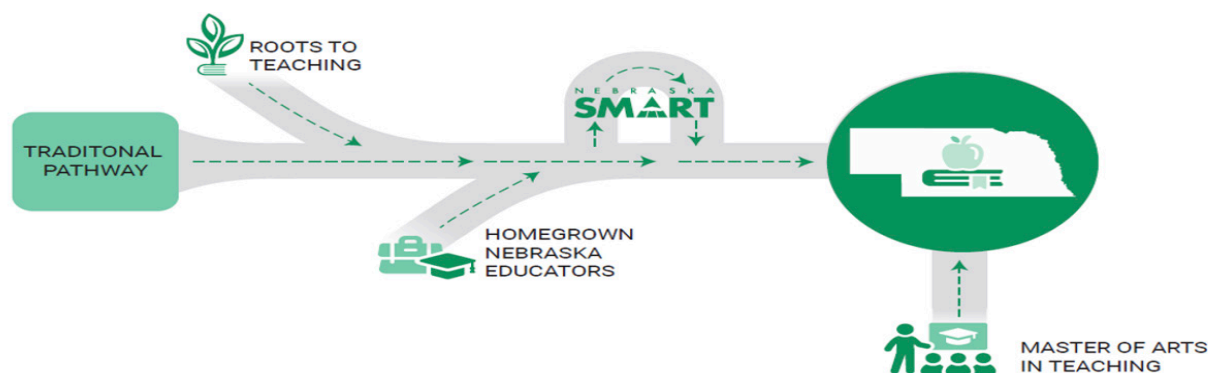 ROOTS TO
TEACHING
NEBRASKA
SMART
TRADITONAL
PATHWAY
HOMEGROWN
NEBRASKA
EDUCATORS
MASTER OF ARTS
IN TEACHING